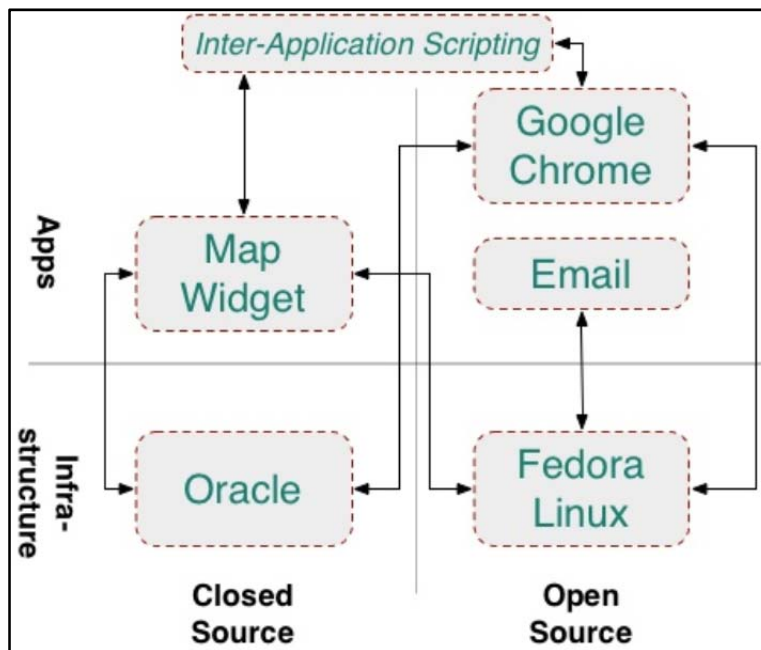 Inter-Application Scripting
Google
Chrome
Apps
Map
Widget
Email
Infra-
structure
Oracle
Fedora
Linux
Closed
Source
Open
Source